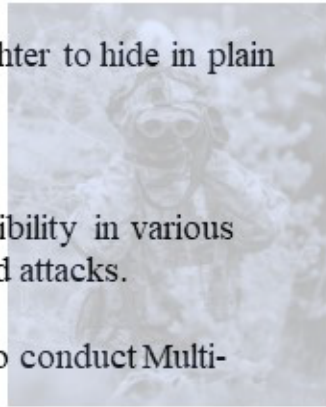 hter to hide in plain
ibility in various
d attacks.
o conduct Multi-